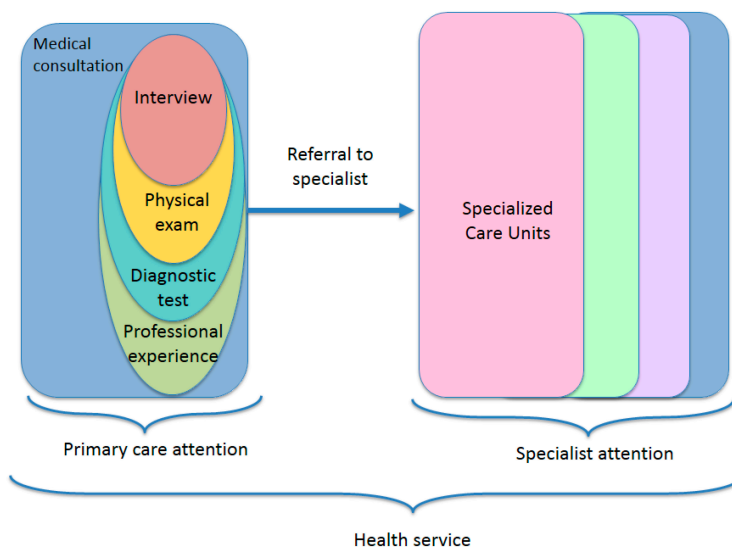 Medical
consultation
Interview
Physical
exam
Diagnostic
test
Professional
experience
Referral to
specialist
Specialized
Care Units
Primary care attention
Specialist attention
Health service